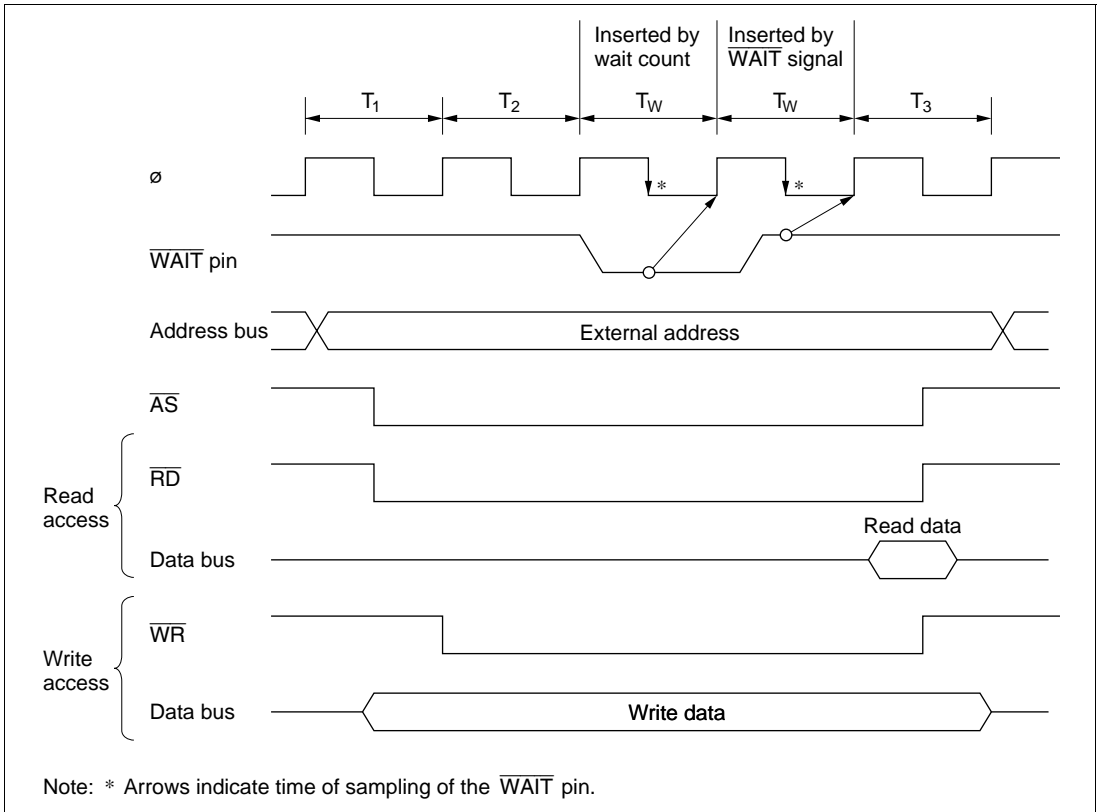 Inserted by
wait count
Inserted by
WAIT signal
T1
T2
TW
TW
T3
ø
*
*
WAIT pin
Address bus
External address
AS
Read
access
RD
Read data
Data bus
Write
access
WR
Data bus
Write data
Note: * Arrows indicate time of sampling of the WAIT pin.